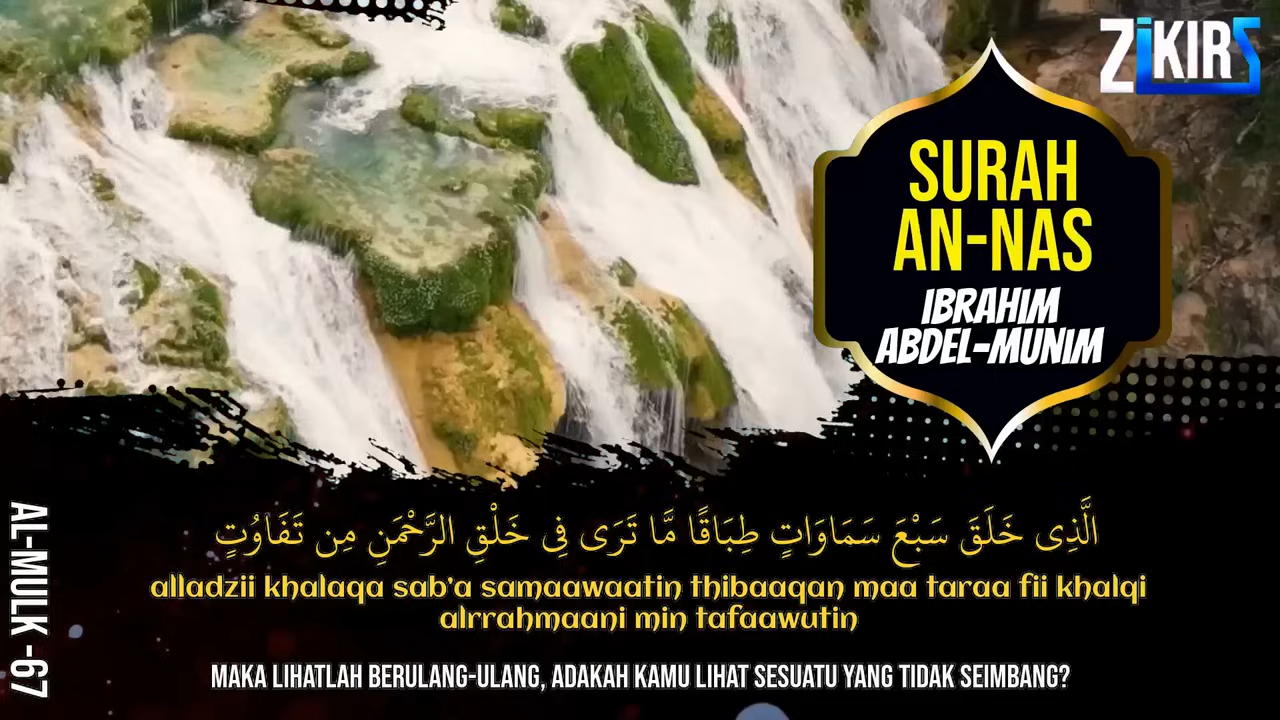 ZIKIRS
SURAH
AN-NAS
IBRAHIM
ABDEL-MUNIM
AL-MULK -67
الَّذِى خَلَقَ سَبْعَ سَمَاوَاتٍ طِبَاقًا مَّا تَرَى فِى خَلْقِ الرَّحْمَنِ مِن تَفَاوُتٍ
alladzii khalaqa sab'a samaawaatin thibaaqan maa taraa fii khalqi
alrrahmaani min tafaawutin
MAKA LIHATLAH BERULANG-ULANG, ADAKAH KAMU LIHAT SESUATU YANG TIDAK SEIMBANG?